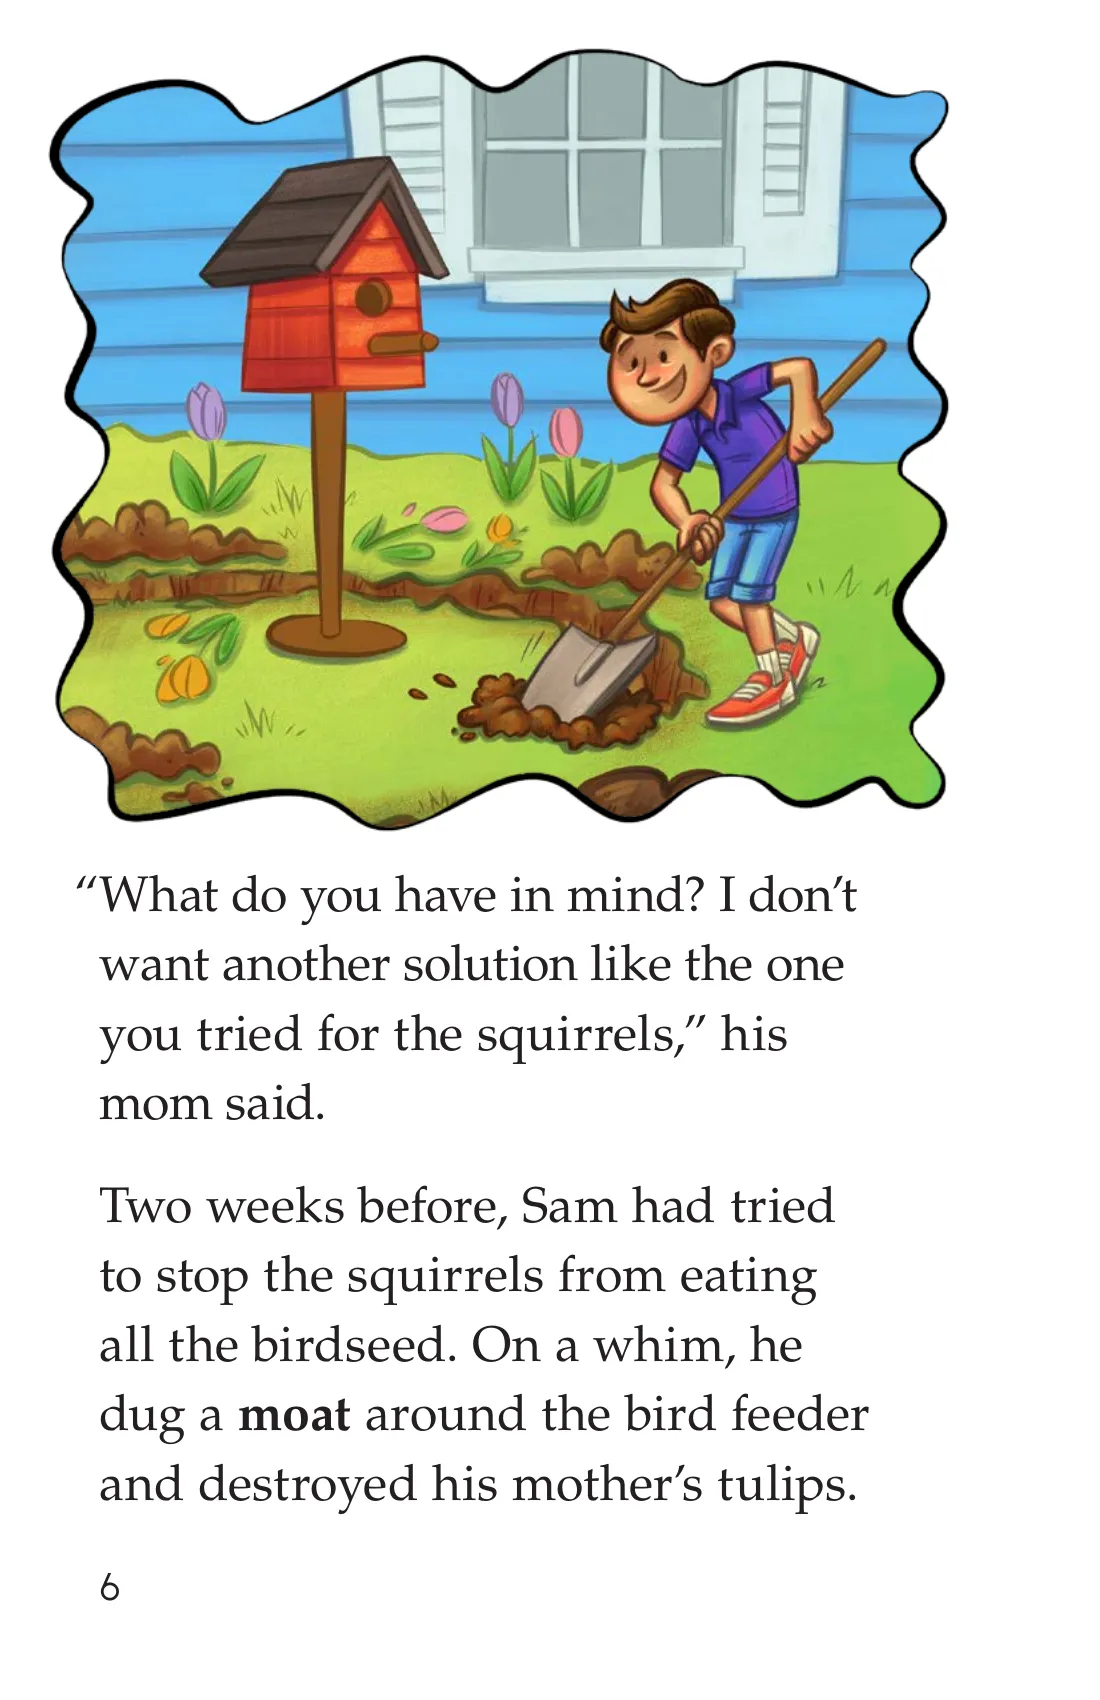 “What do you have in mind? I don’t
want another solution like the one
you tried for the squirrels,” his
mom said.
Two weeks before, Sam had tried
to stop the squirrels from eating
all the birdseed. On a whim, he
dug a moat around the bird feeder
and destroyed his mother’s tulips.
6